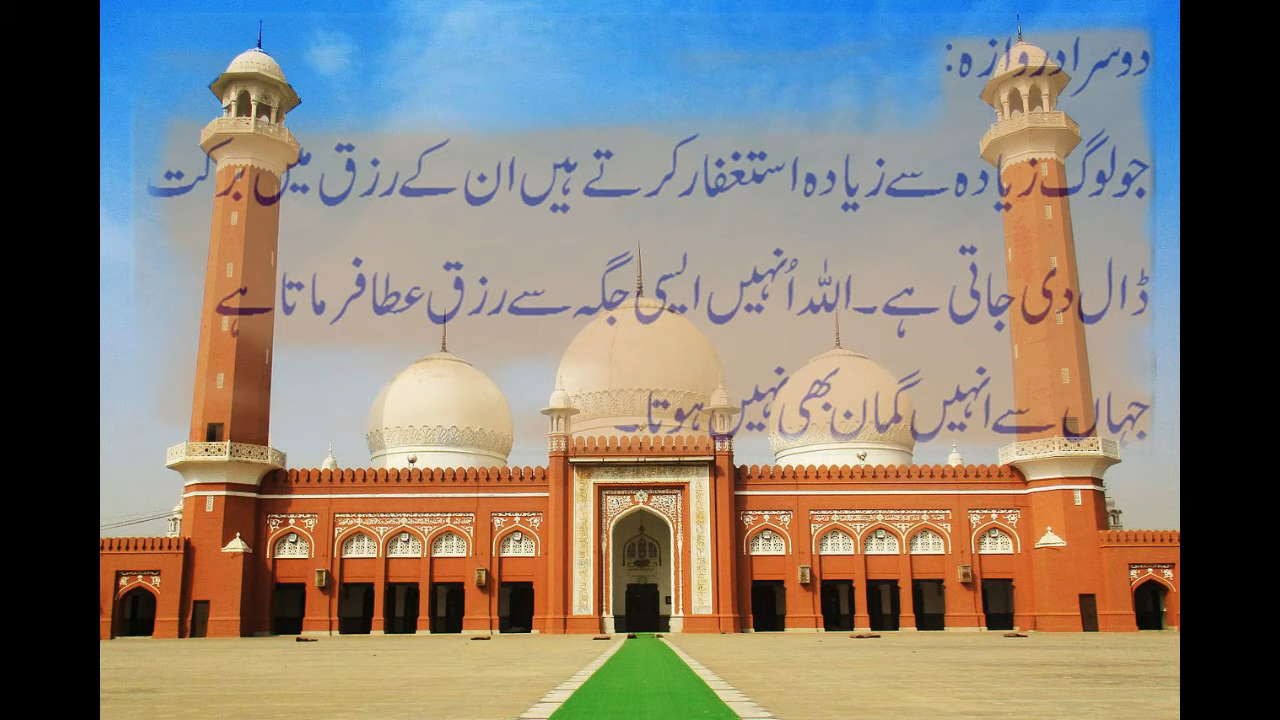 دوسرا دروازہ:
جو لوگ زیادہ سے زیادہ استغفار کرتے ہیں ان کے رزق میں برکت
ڈال دی جاتی ہے۔ اللہ اُنہیں ایسی جگہ سے رزق عطا فرماتا ہے
جہاں سے انہیں گمان بھی نہیں ہوتا۔